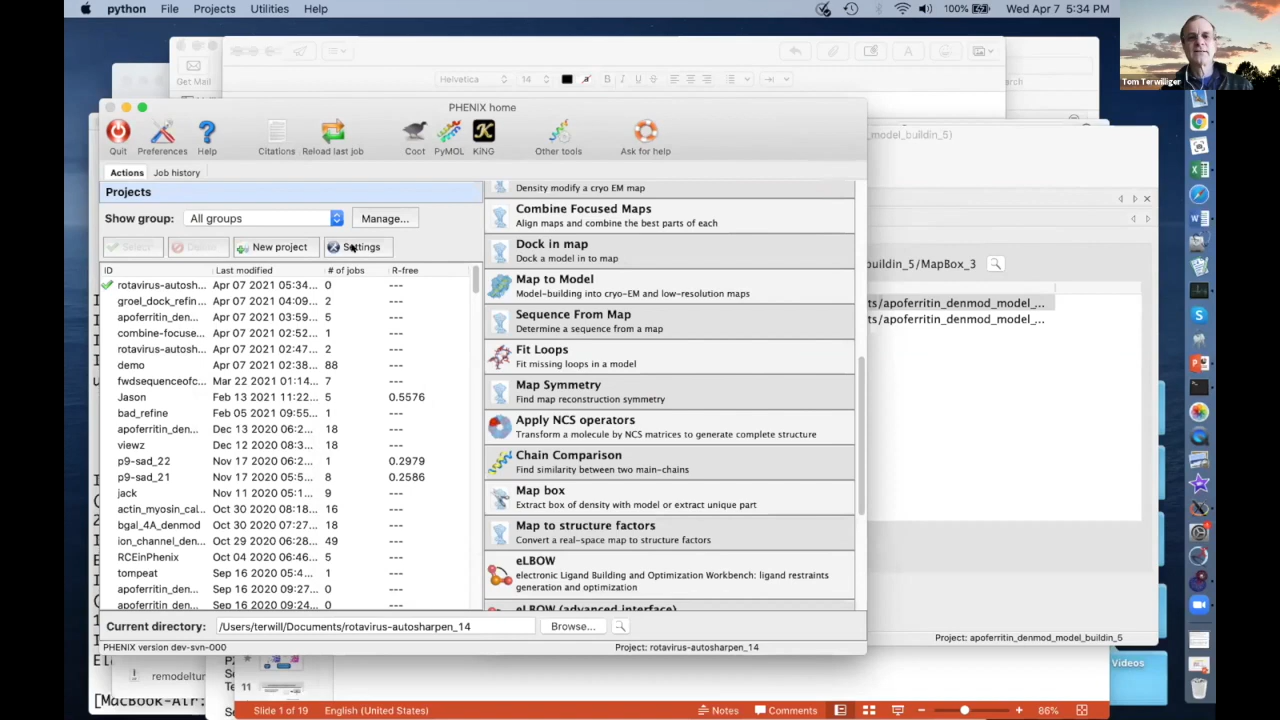 python File Projects Utilities Help 100% Wed Apr 7 5:34 PM
Get Mail
Helvetica 14 B I U S
Tom Terwilliger
PHENIX home
_model_buildin_5)
Quit Preferences Help Citations Reload last job Coot PyMOL KiNG Other tools Ask for help
Actions Job history
Projects
Show group: All groups Manage...
Select Delete New project Settings
ID Last modified # of jobs R-free
rotavirus-autosh... Apr 07 2021 05:34... 0 ---
groel_dock_refin... Apr 07 2021 04:09... 2 ---
apoferritin_den... Apr 07 2021 03:59... 5 ---
combine-focuse... Apr 07 2021 02:52... 1 ---
rotavirus-autosh... Apr 07 2021 02:47... 2 ---
demo Apr 07 2021 02:38... 88 ---
fwdsequenceofc... Mar 22 2021 01:14... 7 ---
Jason Feb 13 2021 11:22... 5 0.5576
bad_refine Feb 05 2021 09:55... 1 ---
apoferritin_den... Dec 13 2020 06:2... 18 ---
viewz Dec 12 2020 08:3... 18 ---
p9-sad_22 Nov 17 2020 06:2... 1 0.2979
p9-sad_21 Nov 17 2020 05:5... 8 0.2586
jack Nov 11 2020 05:1... 9 ---
actin_myosin_cal... Oct 30 2020 08:18... 16 ---
bgal_4A_denmod Oct 30 2020 07:27... 18 ---
ion_channel_den... Oct 29 2020 06:28... 49 ---
RCEinPhenix Oct 04 2020 06:46... 5 ---
tompeat Sep 16 2020 05:4... 1 ---
apoferritin_den... Sep 16 2020 09:27... 0 ---
apoferritin_den... Sep 16 2020 09:24... 0 ---
Density modify a cryo EM map
Combine Focused Maps
Align maps and combine the best parts of each
Dock in map
Dock a model in to map
Map to Model
Model-building into cryo-EM and low-resolution maps
Sequence From Map
Determine a sequence from a map
Fit Loops
Fit missing loops in a model
Map Symmetry
Find map reconstruction symmetry
Apply NCS operators
Transform a molecule by NCS matrices to generate complete structure
Chain Comparison
Find similarity between two main-chains
Map box
Extract box of density with model or extract unique part
Map to structure factors
Convert a real-space map to structure factors
eLBOW
electronic Ligand Building and Optimization Workbench: ligand restraints
generation and optimization
eLBOW (advanced interface)
buildin_5/MapBox_3
ts/apoferritin_denmod_model_...
ts/apoferritin_denmod_model_...
Current directory: /Users/terwill/Documents/rotavirus-autosharpen_14 Browse...
PHENIX version dev-svn-000 Project: rotavirus-autosharpen_14
Project: apoferritin_denmod_model_buildin_5
Videos
remodeltur
11
[MacBook-Air:
Slide 1 of 19 English (United States) Notes Comments 86%